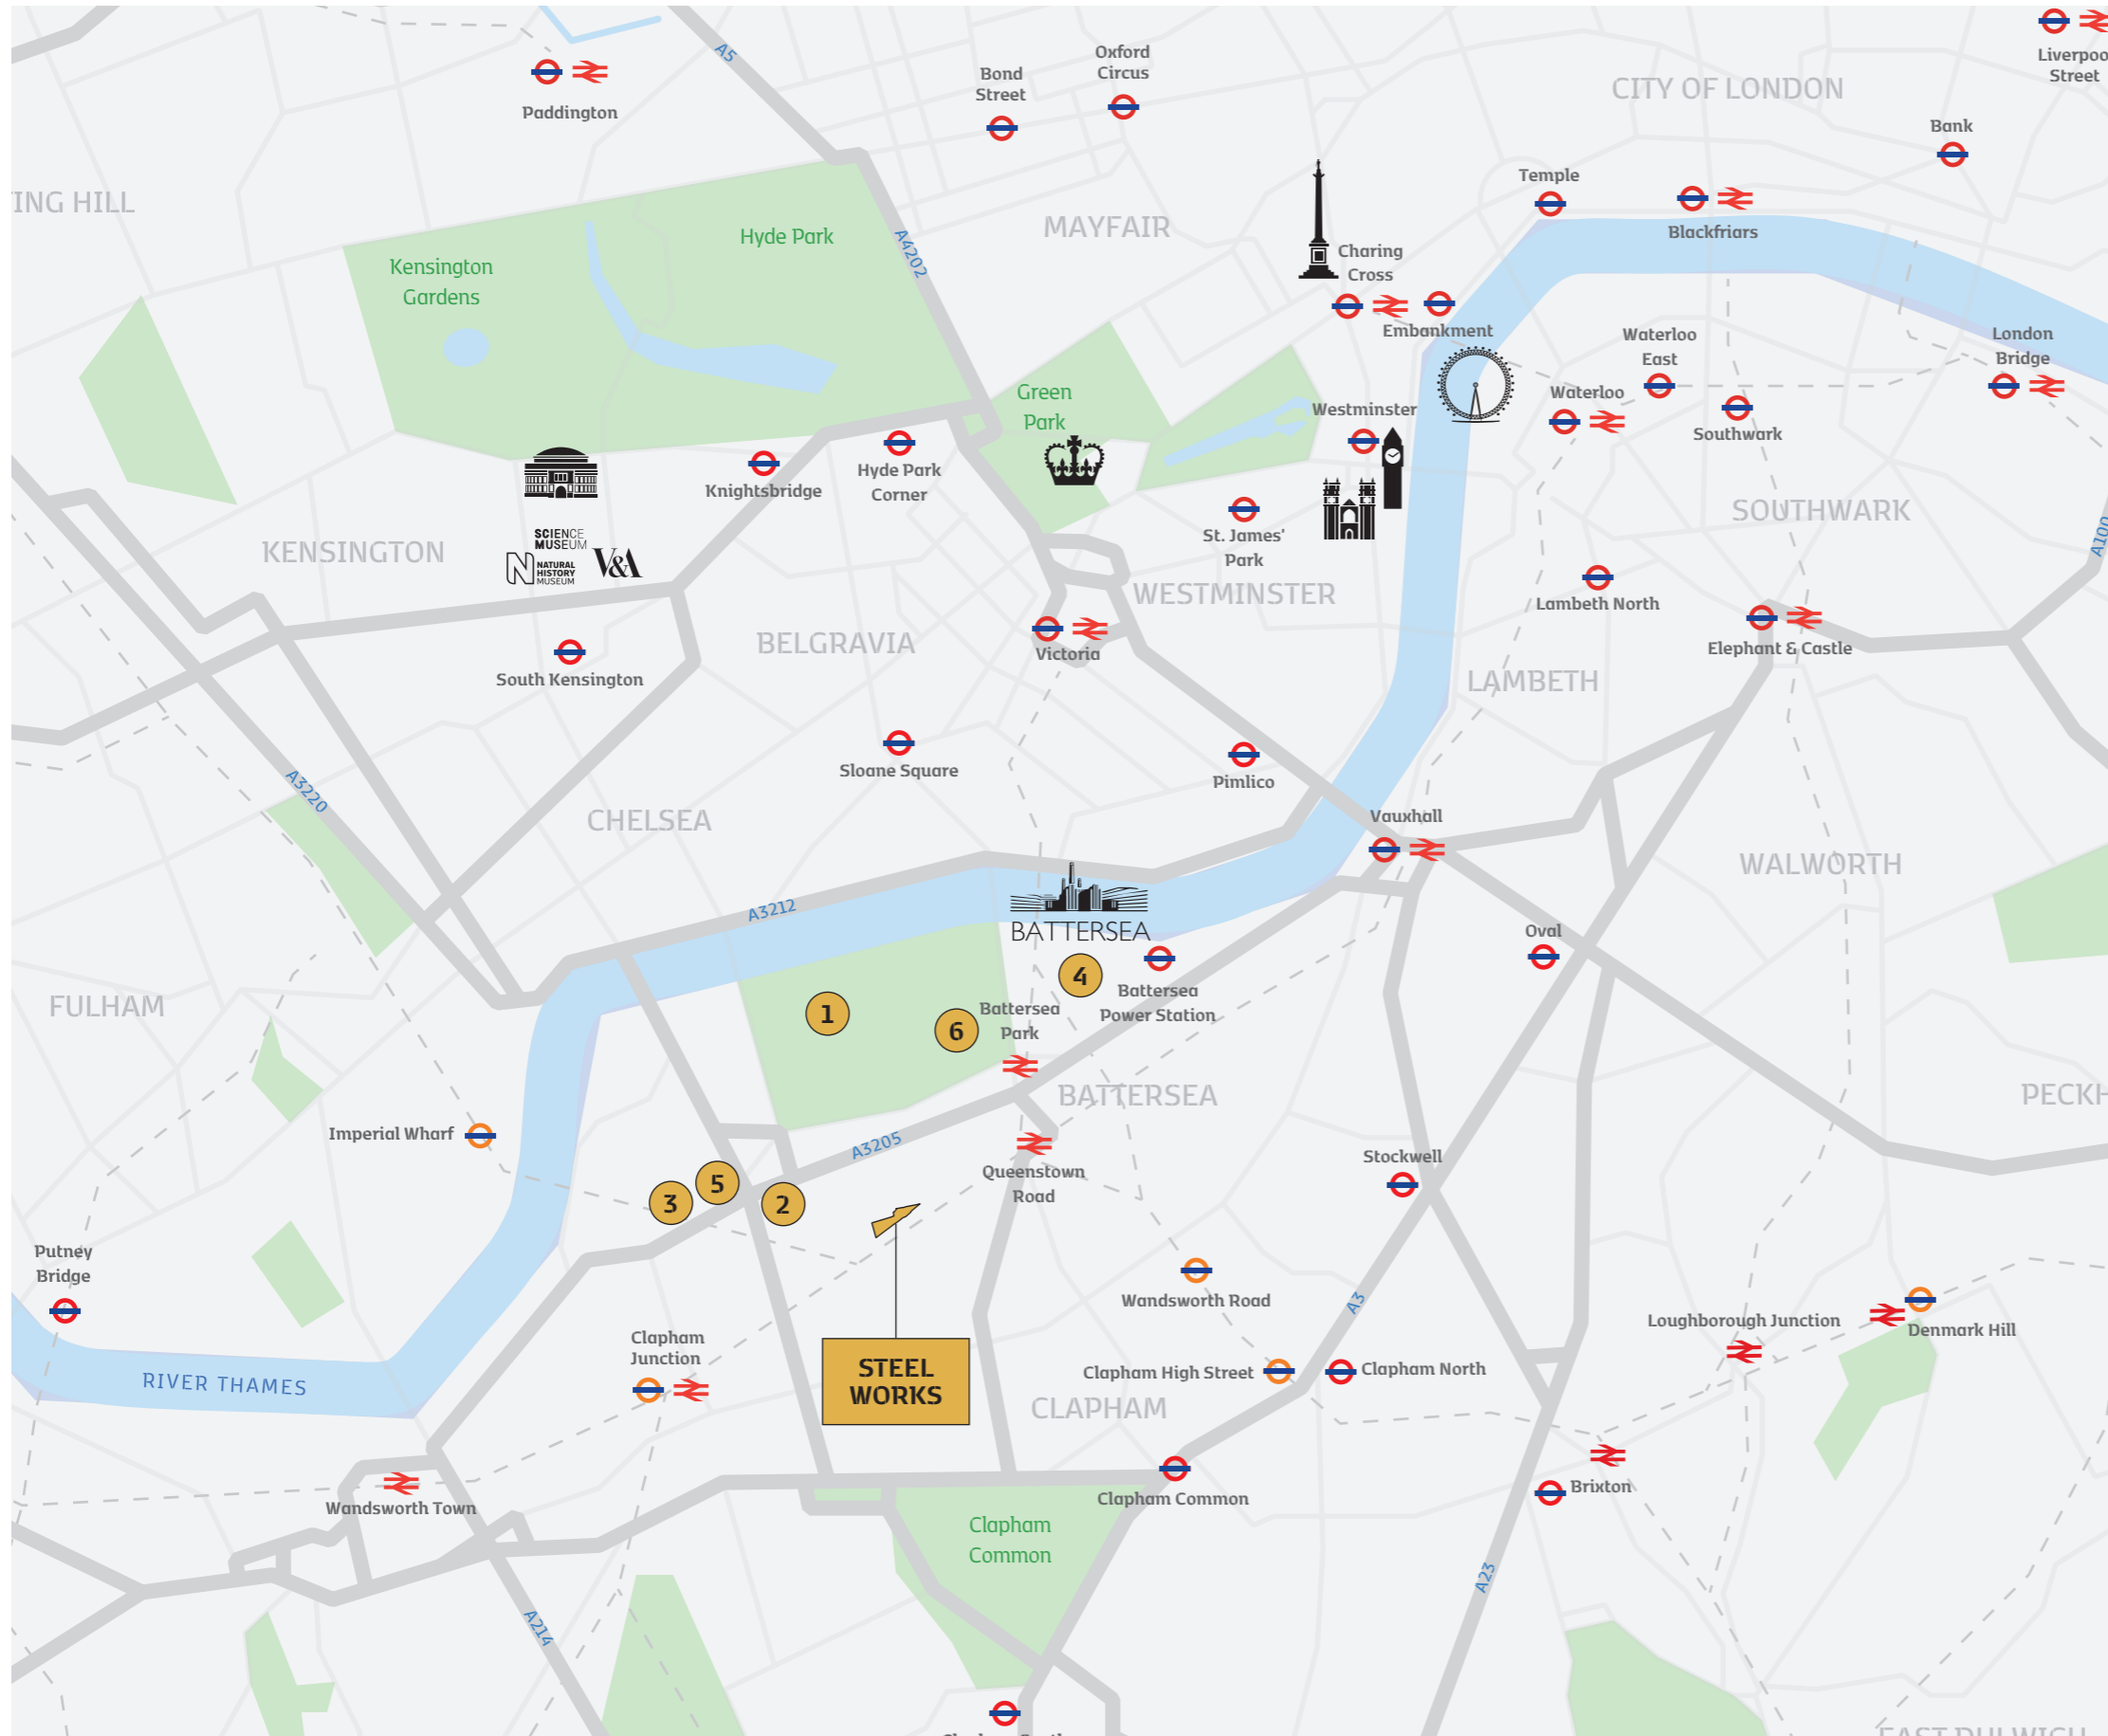 A5
Paddington
Bond
Street
Oxford
Circus
CITY OF LONDON
Liverpoo
Street
Bank
Temple
Blackfriars
ING HILL
Hyde Park
A4202
MAYFAIR
Charing
Cross
Kensington
Gardens
Embankment
Waterloo
East
London
Bridge
Green
Park
Westminster
Waterloo
Southwark
Knightsbridge
Hyde Park
Corner
St. James'
Park
SOUTHWARK
A100
KENSINGTON
SCIENCE
MUSEUM
N
NATURAL
HISTORY
MUSEUM
V&A
WESTMINSTER
Lambeth North
South Kensington
BELGRAVIA
Victoria
LAMBETH
Elephant & Castle
Sloane Square
Pimlico
A3220
CHELSEA
Vauxhall
WALWORTH
A3212
BATTERSEA
Oval
FULHAM
1
6
4
Battersea
Park
Battersea
Power Station
BATTERSEA
PECKH
Imperial Wharf
A3205
Queenstown
Road
Stockwell
3
5
2
Putney
Bridge
Wandsworth Road
A3
Loughborough Junction
Denmark Hill
Clapham
Junction
STEEL
WORKS
Clapham High Street
Clapham North
RIVER THAMES
CLAPHAM
Wandsworth Town
Clapham Common
Brixton
Clapham
Common
A23
A214
EAST DULWICH